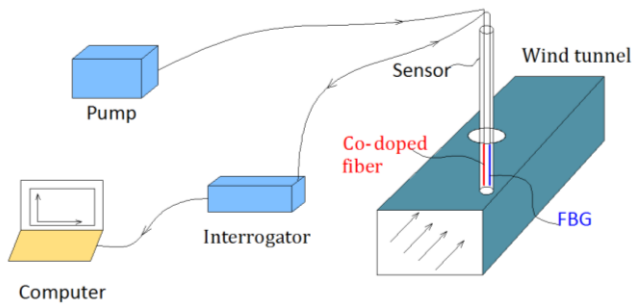 Wind tunnel
Sensor
Pump
Co-doped
fiber
FBG
Interrogator
Computer